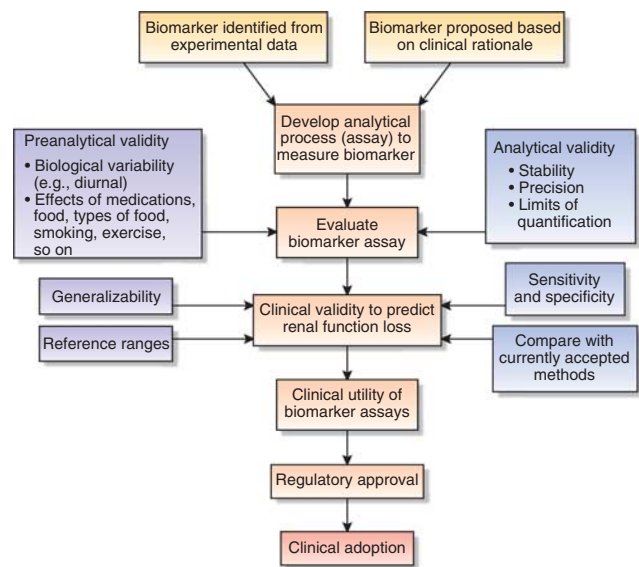 Biomarker identified from
experimental data
Biomarker proposed based
on clinical rationale
Develop analytical
process (assay) to
measure biomarker
Preanalytical validity
• Biological variability
(e.g., diurnal)
• Effects of medications,
food, types of food,
smoking, exercise,
so on
Analytical validity
• Stability
• Precision
• Limits of
quantification
Evaluate
biomarker assay
Generalizability
Reference ranges
Clinical validity to predict
renal function loss
Sensitivity
and specificity
Compare with
currently accepted
methods
Clinical utility of
biomarker assays
Regulatory approval
Clinical adoption